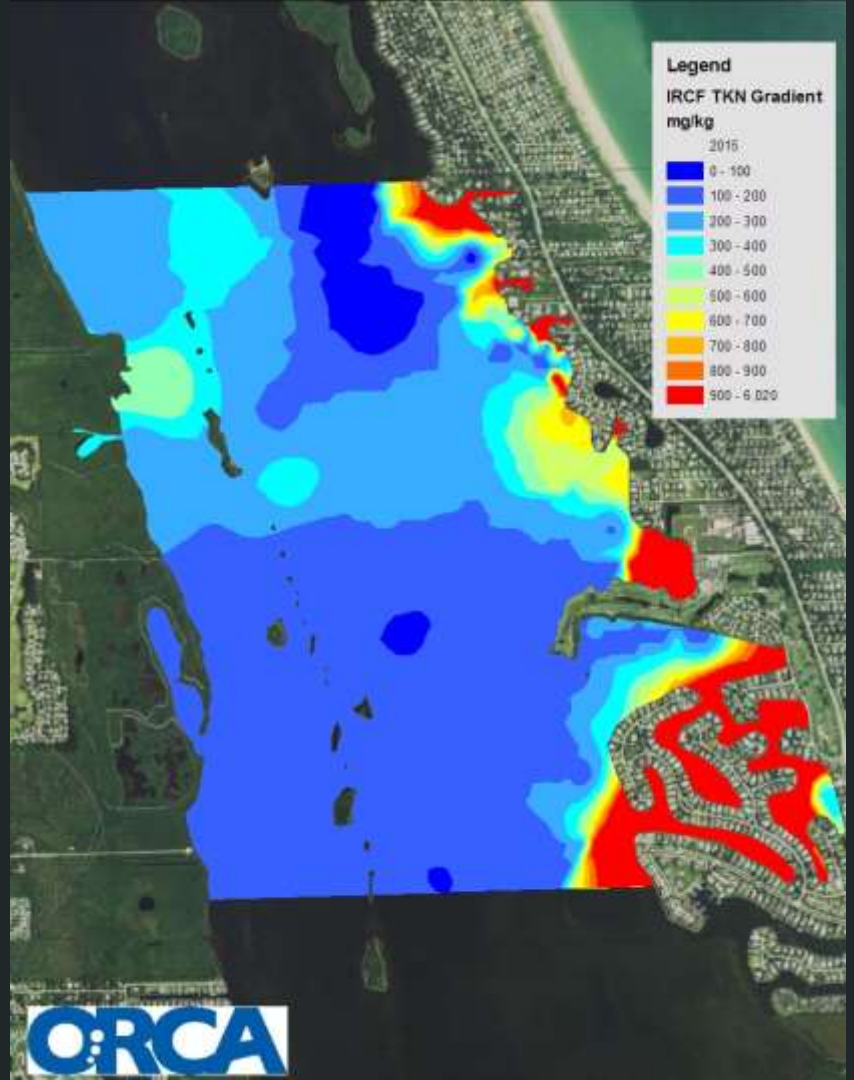 Legend
IRCF TKN Gradient
mg/kg
2015
0 - 100
100 - 200
200 - 300
300 - 400
400 - 500
500 - 600
600 - 700
700 - 800
800 - 900
900 - 6,020
ORCA